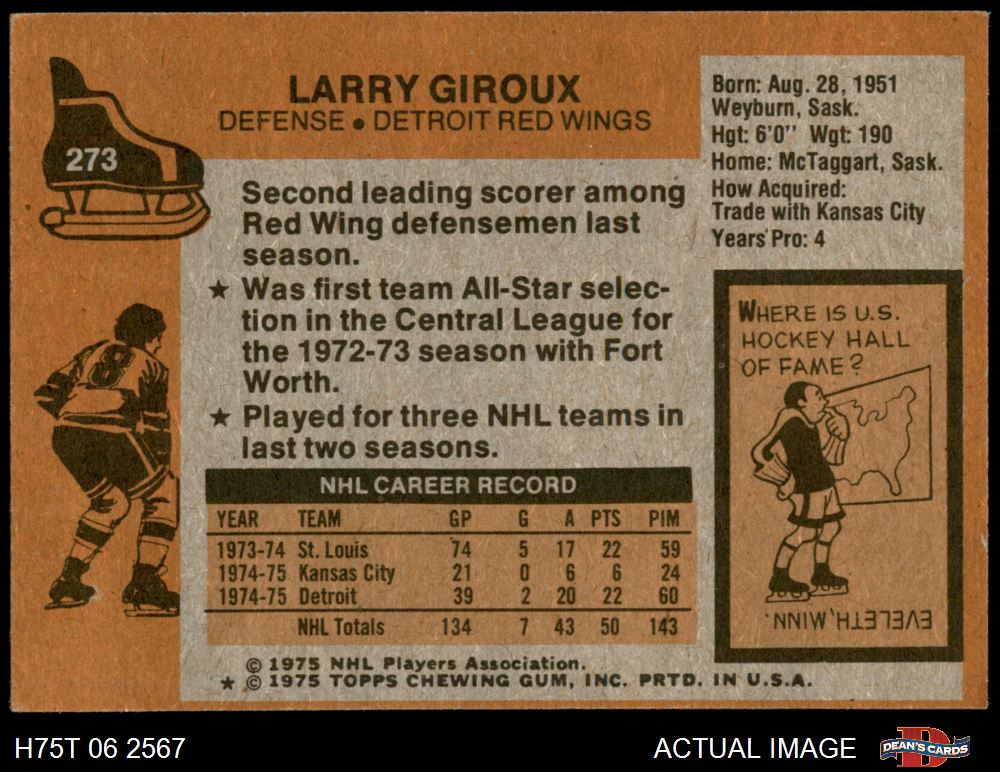 LARRY GIROUX
DEFENSE • DETROIT RED WINGS
273
Born: Aug. 28, 1951
Weyburn, Sask.
Hgt: 6'0" Wgt: 190
Home: McTaggart, Sask.
How Acquired:
Trade with Kansas City
Years Pro: 4
Second leading scorer among
Red Wing defensemen last
season.
★ Was first team All-Star selec-
tion in the Central League for
the 1972-73 season with Fort
Worth.
★ Played for three NHL teams in
last two seasons.
8
WHERE IS U.S.
HOCKEY HALL
OF FAME?
EVELETH, MINN.
NHL CAREER RECORD
YEAR TEAM GP G A PTS PIM
1973-74 St. Louis 74 5 17 22 59
1974-75 Kansas City 21 0 6 6 24
1974-75 Detroit 39 2 20 22 60
NHL Totals 134 7 43 50 143
© 1975 NHL Players Association.
★ © 1975 TOPPS CHEWING GUM, INC. PRTD. IN U.S.A.
H75T 06 2567
ACTUAL IMAGE
D
DEAN'S CARDS